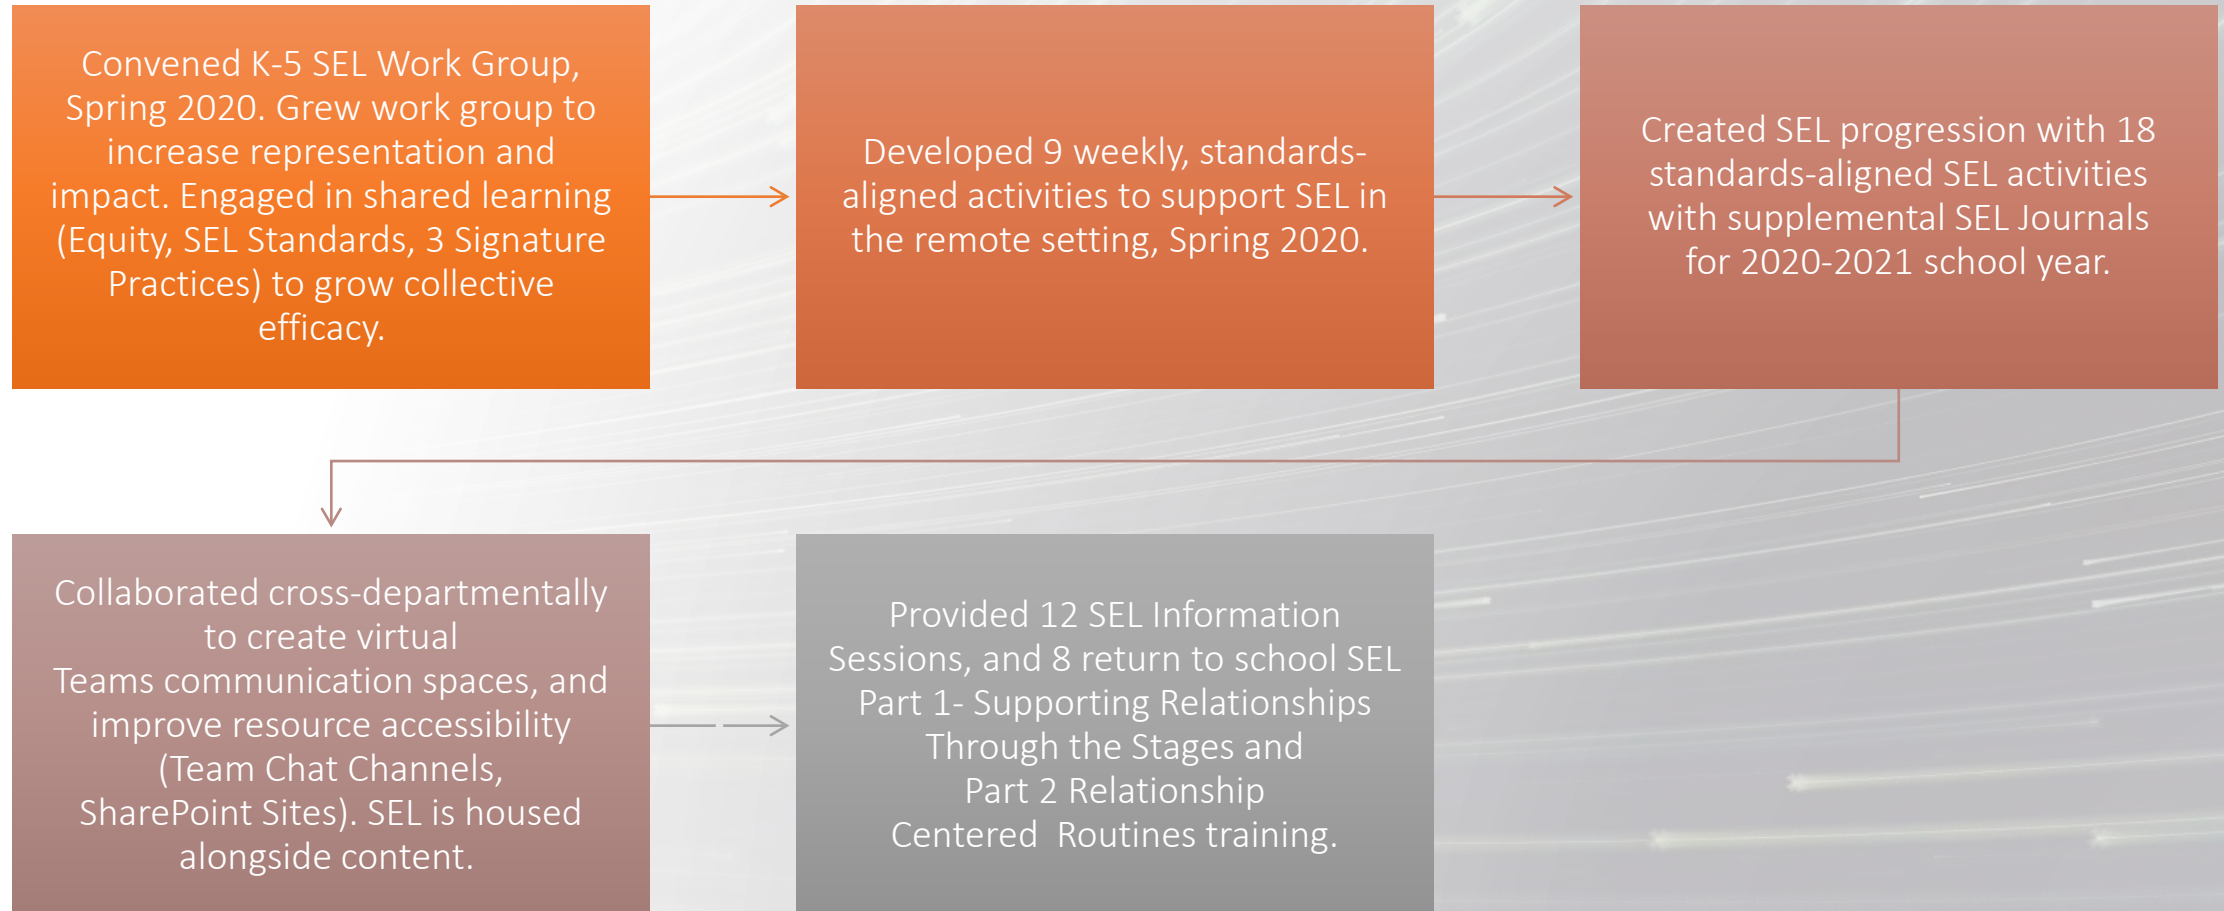 Convened K-5 SEL Work Group,
Spring 2020. Grew work group to
increase representation and
impact. Engaged in shared learning
(Equity, SEL Standards, 3 Signature
Practices) to grow collective
efficacy.
Developed 9 weekly, standards-
aligned activities to support SEL in
the remote setting, Spring 2020.
Created SEL progression with 18
standards-aligned SEL activities
with supplemental SEL Journals
for 2020-2021 school year.
Collaborated cross-departmentally
to create virtual
Teams communication spaces, and
improve resource accessibility
(Team Chat Channels,
SharePoint Sites). SEL is housed
alongside content.
Provided 12 SEL Information
Sessions, and 8 return to school SEL
Part 1- Supporting Relationships
Through the Stages and
Part 2 Relationship
Centered  Routines training.